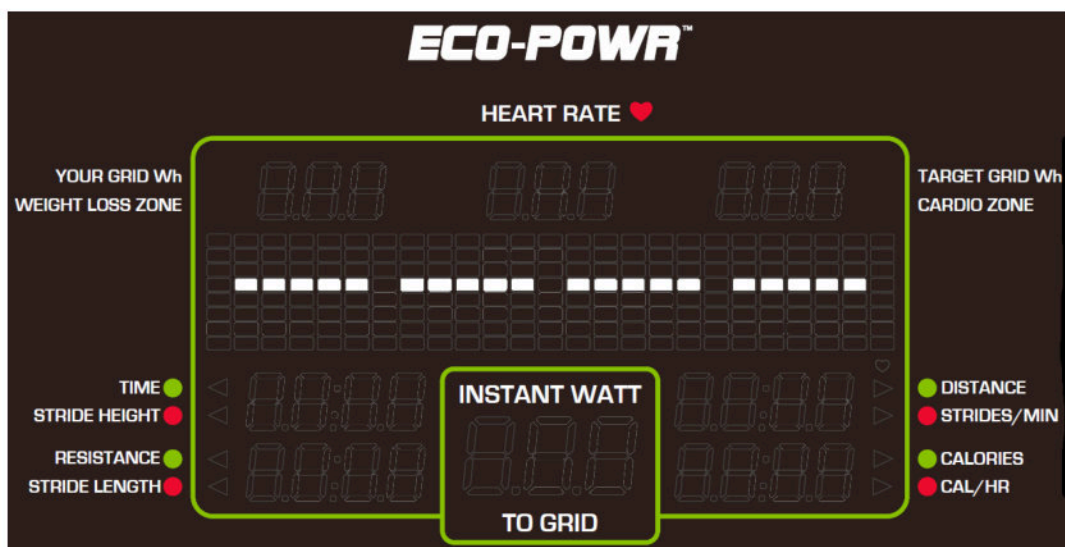 ECO-POWR™
HEART RATE
YOUR GRID Wh
WEIGHT LOSS ZONE
TARGET GRID Wh
CARDIO ZONE
TIME
STRIDE HEIGHT
RESISTANCE
STRIDE LENGTH
INSTANT WATT
TO GRID
DISTANCE
STRIDES/MIN
CALORIES
CAL/HR